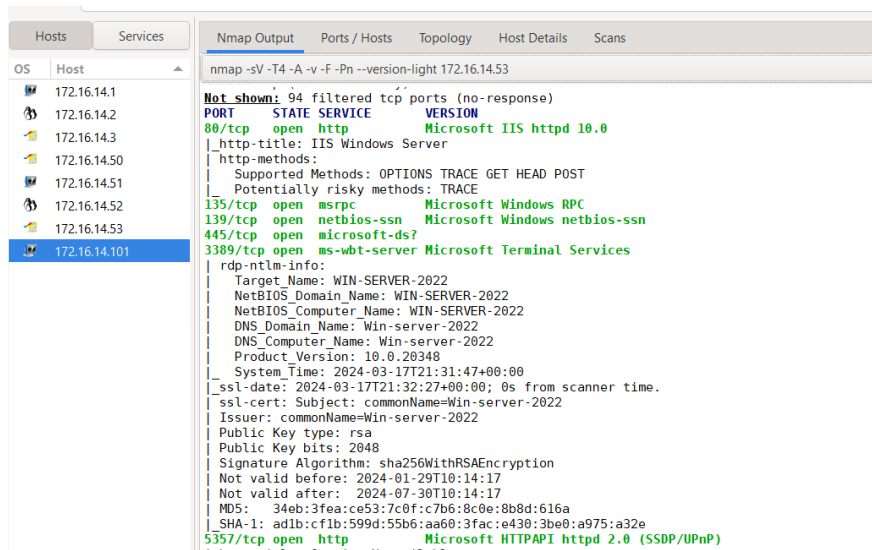 Hosts
Services
OS Host
172.16.14.1
172.16.14.2
172.16.14.3
172.16.14.50
172.16.14.51
172.16.14.52
172.16.14.53
172.16.14.101
Nmap Output Ports / Hosts Topology Host Details Scans
nmap -sV -T4 -A -v -F -Pn --version-light 172.16.14.53
Not shown: 94 filtered tcp ports (no-response)
PORT STATE SERVICE VERSION
80/tcp open http Microsoft IIS httpd 10.0
|_http-title: IIS Windows Server
| http-methods:
| Supported Methods: OPTIONS TRACE GET HEAD POST
|_ Potentially risky methods: TRACE
135/tcp open msrpc Microsoft Windows RPC
139/tcp open netbios-ssn Microsoft Windows netbios-ssn
445/tcp open microsoft-ds?
3389/tcp open ms-wbt-server Microsoft Terminal Services
| rdp-ntlm-info:
| Target_Name: WIN-SERVER-2022
| NetBIOS_Domain_Name: WIN-SERVER-2022
| NetBIOS_Computer_Name: WIN-SERVER-2022
| DNS_Domain_Name: Win-server-2022
| DNS_Computer_Name: Win-server-2022
| Product_Version: 10.0.20348
|_ System_Time: 2024-03-17T21:31:47+00:00
|_ssl-date: 2024-03-17T21:32:27+00:00; 0s from scanner time.
| ssl-cert: Subject: commonName=Win-server-2022
| Issuer: commonName=Win-server-2022
| Public Key type: rsa
| Public Key bits: 2048
| Signature Algorithm: sha256WithRSAEncryption
| Not valid before: 2024-01-29T10:14:17
| Not valid after: 2024-07-30T10:14:17
| MD5: 34eb:3fea:ce53:7c0f:c7b6:8c0e:8b8d:616a
|_SHA-1: ad1b:cf1b:599d:55b6:aa60:3fac:e430:3be0:a975:a32e
5357/tcp open http Microsoft HTTPAPI httpd 2.0 (SSDP/UPnP)